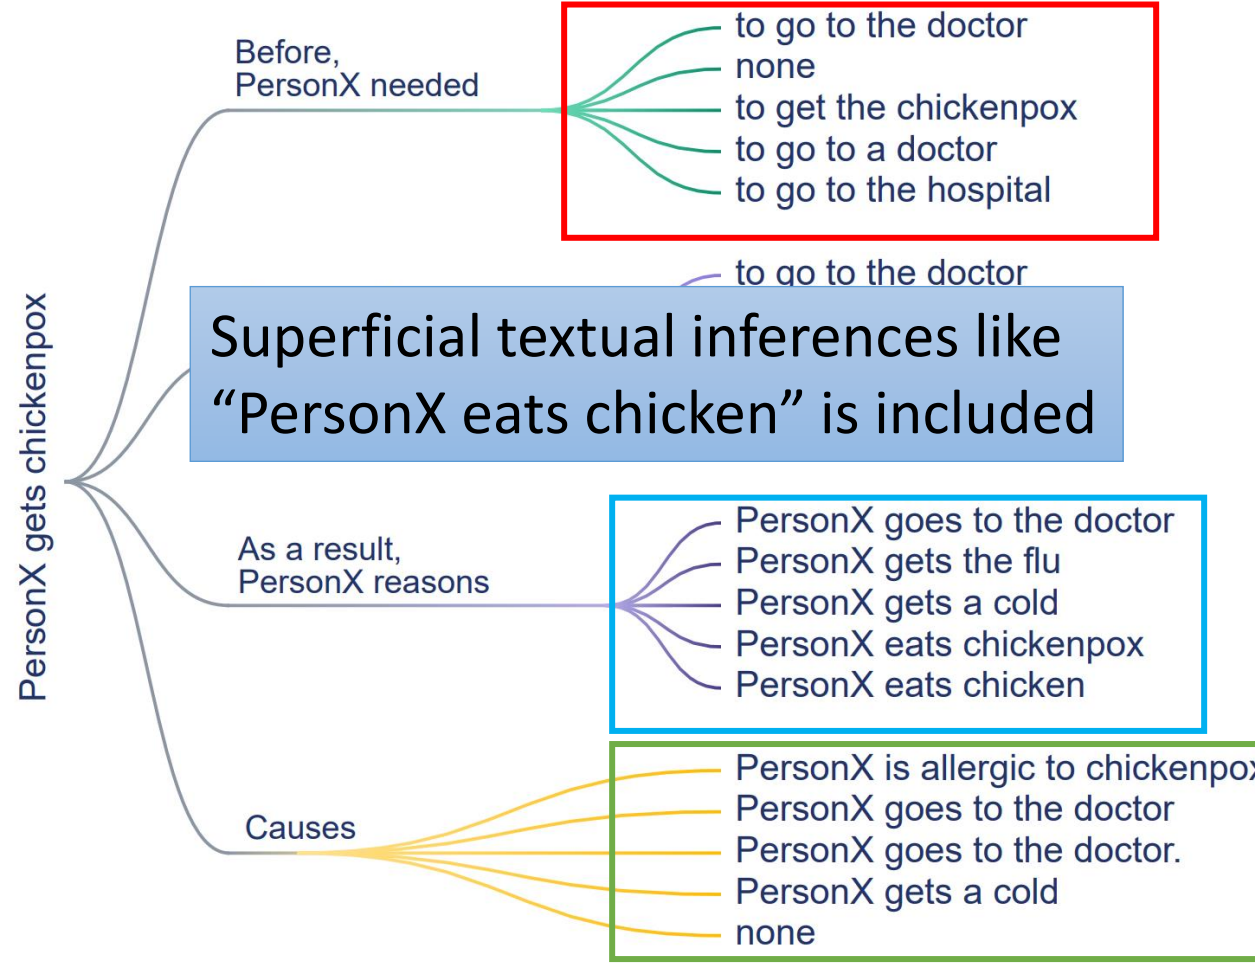 PersonX gets chickenpox
Before,
PersonX needed
to go to the doctor
none
to get the chickenpox
to go to a doctor
to go to the hospital
to go to the doctor
Superficial textual inferences like
“PersonX eats chicken” is included
As a result,
PersonX reasons
PersonX goes to the doctor
PersonX gets the flu
PersonX gets a cold
PersonX eats chickenpox
PersonX eats chicken
Causes
PersonX is allergic to chickenpox
PersonX goes to the doctor
PersonX goes to the doctor.
PersonX gets a cold
none